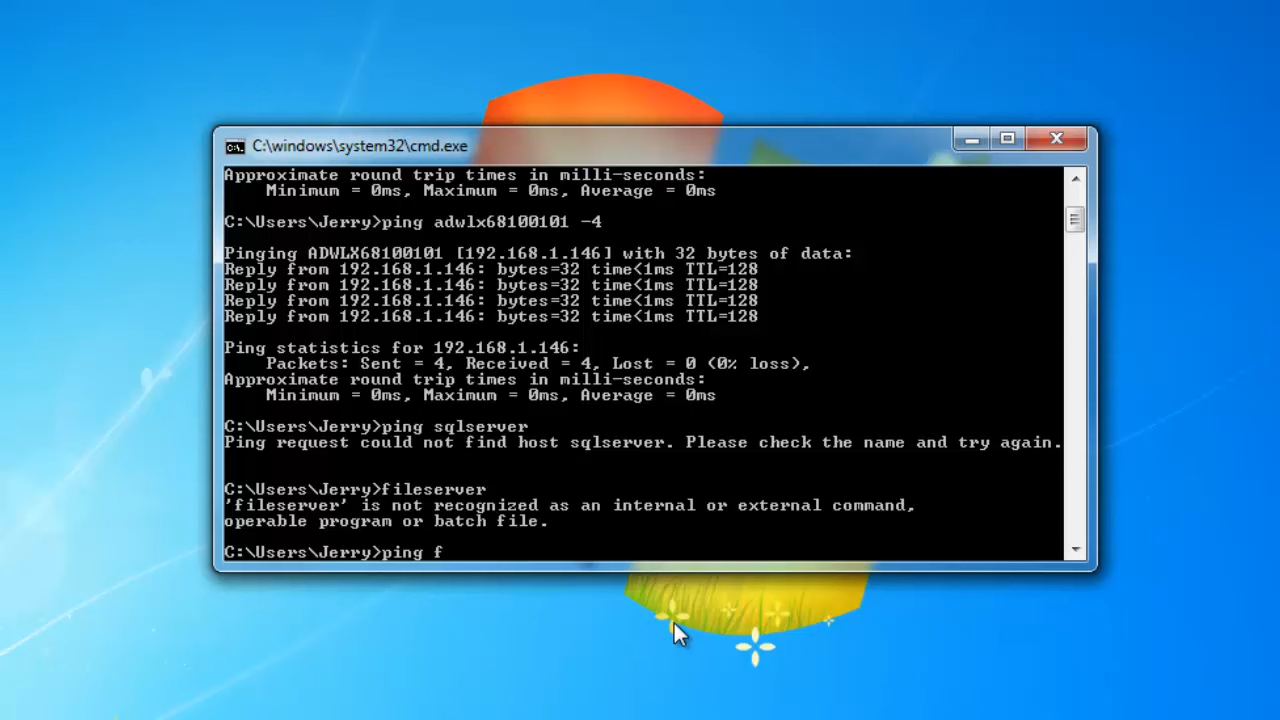 C:\windows\system32\cmd.exe
Approximate round trip times in milli-seconds:
    Minimum = 0ms, Maximum = 0ms, Average = 0ms
C:\Users\Jerry>ping adwlx68100101 -4
Pinging ADWLX68100101 [192.168.1.146] with 32 bytes of data:
Reply from 192.168.1.146: bytes=32 time<1ms TTL=128
Reply from 192.168.1.146: bytes=32 time<1ms TTL=128
Reply from 192.168.1.146: bytes=32 time<1ms TTL=128
Reply from 192.168.1.146: bytes=32 time<1ms TTL=128
Ping statistics for 192.168.1.146:
    Packets: Sent = 4, Received = 4, Lost = 0 (0% loss),
Approximate round trip times in milli-seconds:
    Minimum = 0ms, Maximum = 0ms, Average = 0ms
C:\Users\Jerry>ping sqlserver
Ping request could not find host sqlserver. Please check the name and try again.
C:\Users\Jerry>fileserver
'fileserver' is not recognized as an internal or external command,
operable program or batch file.
C:\Users\Jerry>ping f